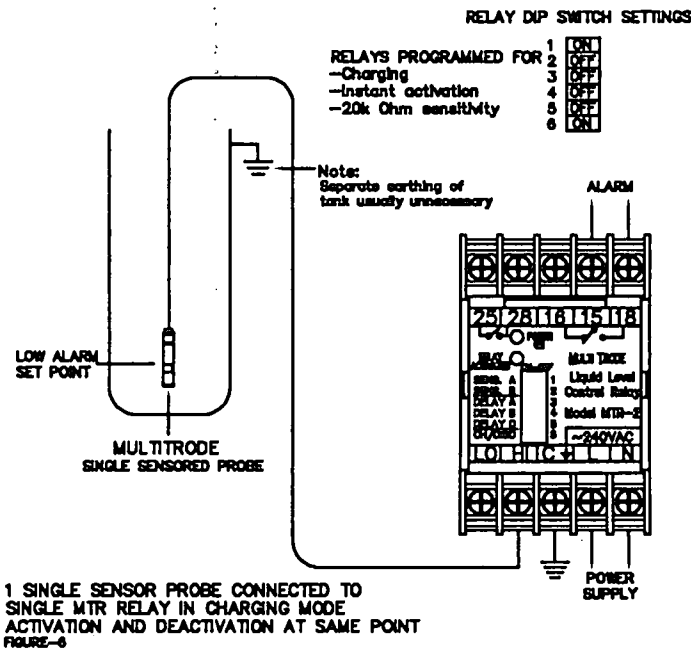 RELAY DIP SWITCH SETTINGS
RELAYS PROGRAMMED FOR
-Charging
-Instant activation
-20k Ohm sensitivity
1 ON
2 OFF
3 OFF
4 OFF
5 OFF
6 ON
Note:
Separate earthing of
tank usually unnecessary
ALARM
25 28 16 15 18
POWER
ON
RELAY
MULTITRODE
Liquid Level
Control Relay
Model MTR-2
SENS. A 1
SENS. B 2
DELAY A 3
DELAY B 4
DELAY D 5
CH/DISC 6
~240VAC
LO HI C L N
LOW ALARM
SET POINT
MULTITRODE
SINGLE SENSORED PROBE
POWER
SUPPLY
1 SINGLE SENSOR PROBE CONNECTED TO
SINGLE MTR RELAY IN CHARGING MODE
ACTIVATION AND DEACTIVATION AT SAME POINT
FIGURE-6